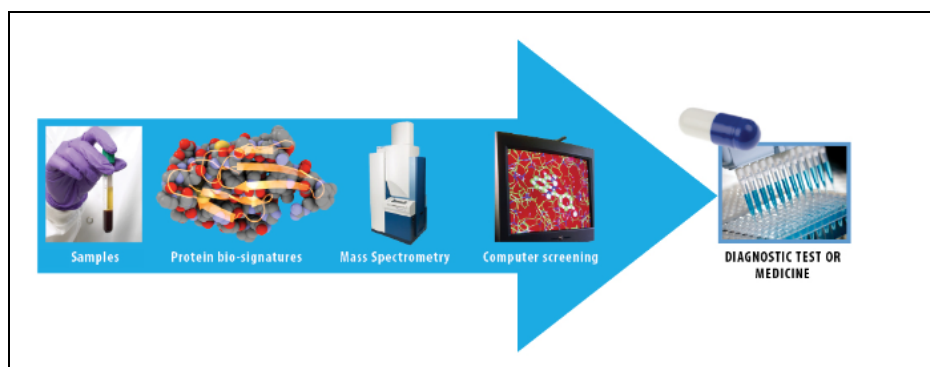 Samples
Protein bio-signatures
Mass Spectrometry
Computer screening
DIAGNOSTIC TEST OR
MEDICINE